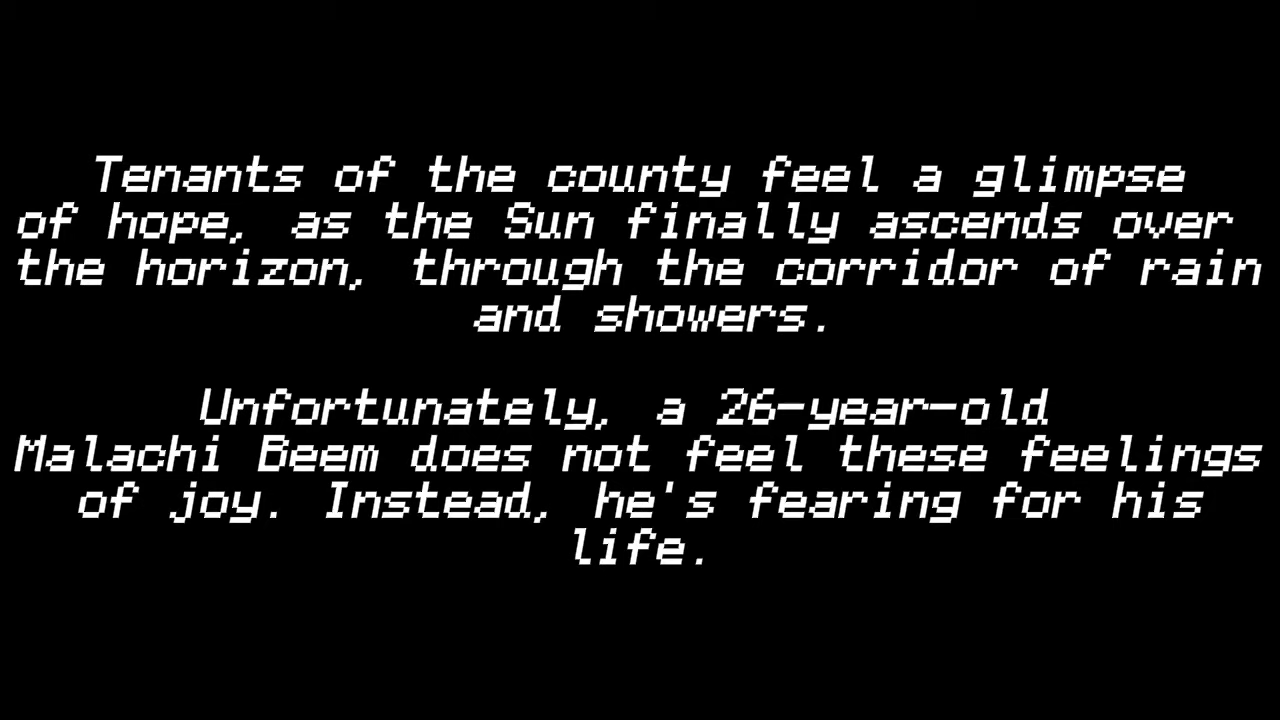 Tenants of the county feel a glimpse
of hope, as the Sun finally ascends over
the horizon, through the corridor of rain
and showers.
Unfortunately, a 26-year-old
Malachi Beem does not feel these feelings
of joy. Instead, he's fearing for his
life.